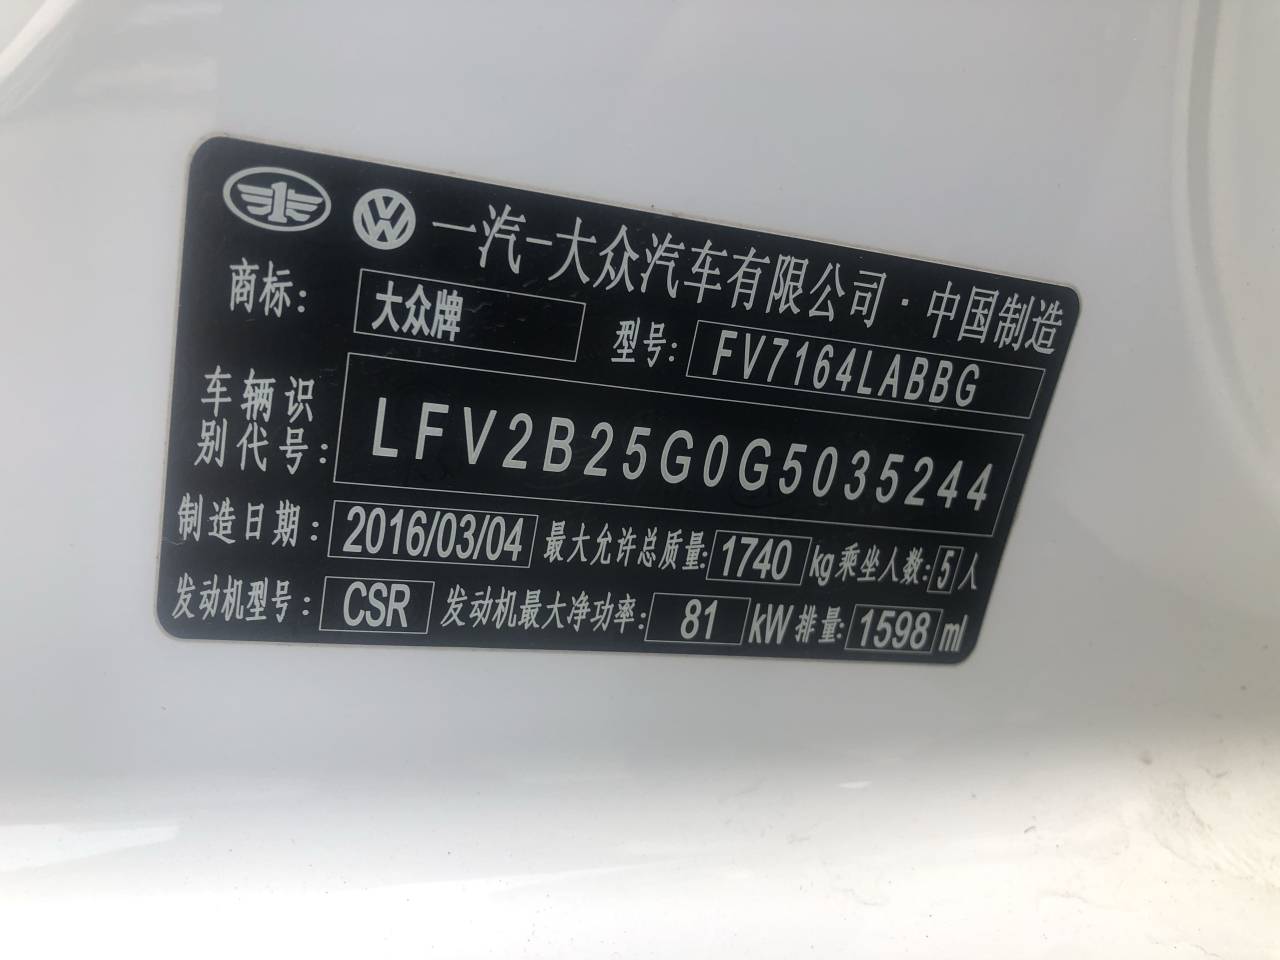 一汽-大众汽车有限公司·中国制造
商标: 大众牌 型号: FV7164LABBG
车辆识
别代号: LFV2B25G0G5035244
制造日期: 2016/03/04 最大允许总质量: 1740 kg 乘坐人数: 5 人
发动机型号: CSR 发动机最大净功率: 81 kW 排量: 1598 ml